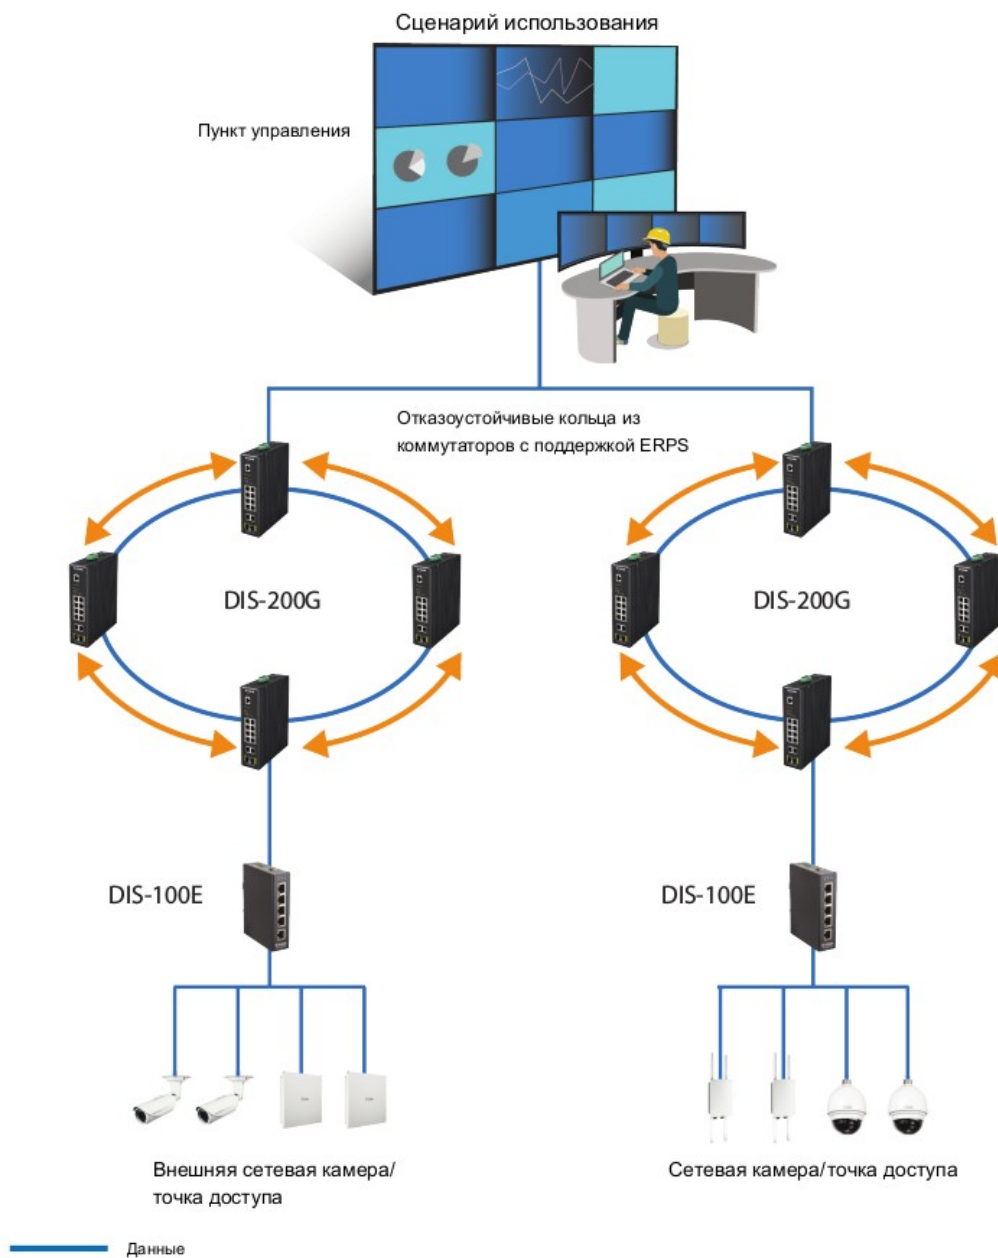 Сценарий использования
Пункт управления
Отказоустойчивые кольца из
коммутаторов с поддержкой ERPS
DIS-200G
DIS-200G
DIS-100E
DIS-100E
Внешняя сетевая камера/
точка доступа
Сетевая камера/точка доступа
Данные